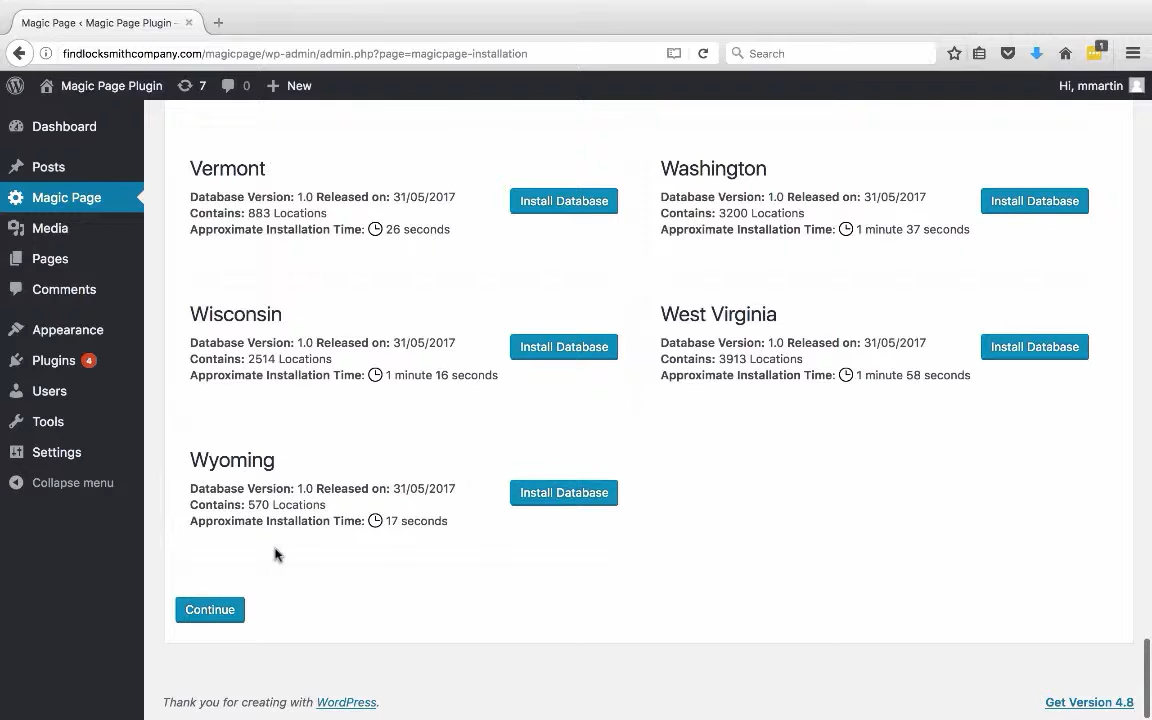 Magic Page ‹ Magic Page Plugin –
findlocksmithcompany.com/magicpage/wp-admin/admin.php?page=magicpage-installation
Search
1
Magic Page Plugin
7
0
New
Hi, mmartin
Dashboard
Posts
Magic Page
Media
Pages
Comments
Appearance
Plugins 4
Users
Tools
Settings
Collapse menu
Vermont
Database Version: 1.0 Released on: 31/05/2017
Contains: 883 Locations
Approximate Installation Time: 26 seconds
Install Database
Washington
Database Version: 1.0 Released on: 31/05/2017
Contains: 3200 Locations
Approximate Installation Time: 1 minute 37 seconds
Install Database
Wisconsin
Database Version: 1.0 Released on: 31/05/2017
Contains: 2514 Locations
Approximate Installation Time: 1 minute 16 seconds
Install Database
West Virginia
Database Version: 1.0 Released on: 31/05/2017
Contains: 3913 Locations
Approximate Installation Time: 1 minute 58 seconds
Install Database
Wyoming
Database Version: 1.0 Released on: 31/05/2017
Contains: 570 Locations
Approximate Installation Time: 17 seconds
Install Database
Continue
Thank you for creating with WordPress.
Get Version 4.8